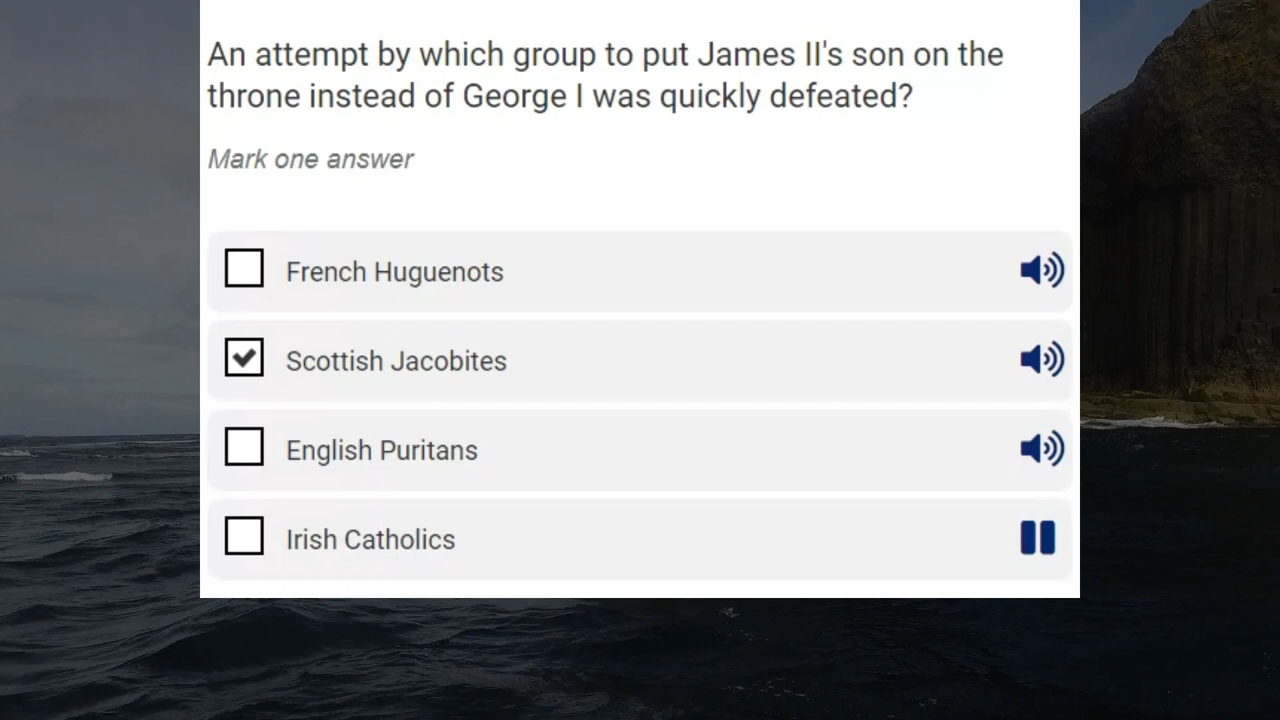 An attempt by which group to put James II's son on the
throne instead of George I was quickly defeated?
Mark one answer
French Huguenots
Scottish Jacobites
English Puritans
Irish Catholics